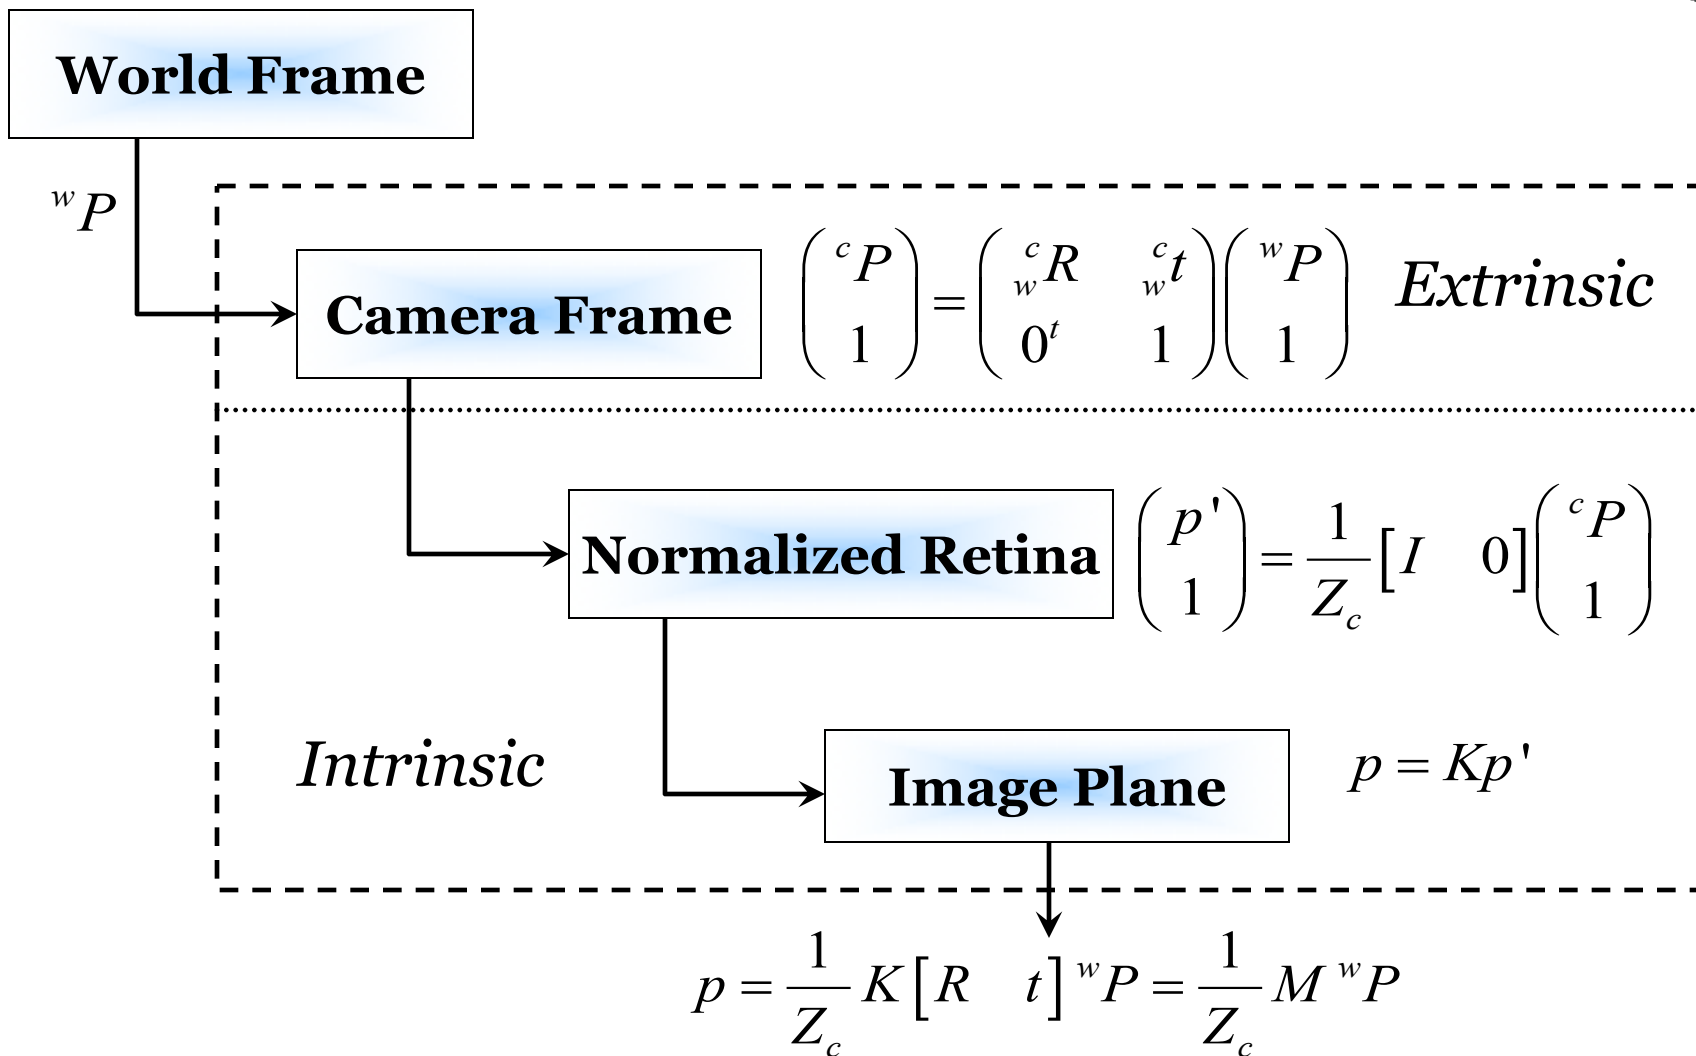 World Frame
ʷP
Camera Frame
(ᶜP 1) = (ᶜ_wR ᶜ_wt 0ᵗ 1) (ʷP 1)
Extrinsic
Normalized Retina
(p' 1) = 1/Z_c [I 0] (ᶜP 1)
Intrinsic
Image Plane
p = Kp'
p = 1/Z_c K[R t] ʷP = 1/Z_c M ʷP